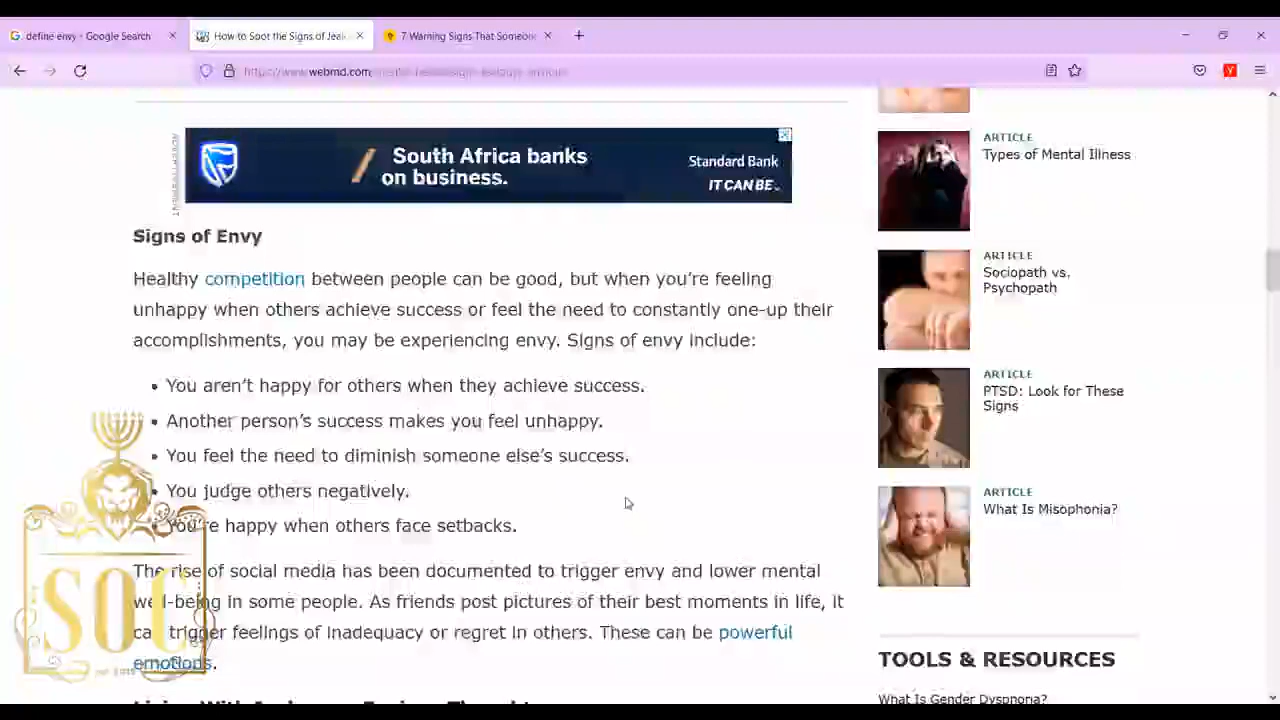 define envy - Google Search
How to Spot the Signs of Jeal
7 Warning Signs That Someone
https://www.webmd.com
ADVERTISEMENT
South Africa banks
on business.
Standard Bank
IT CAN BE.
Signs of Envy
Healthy competition between people can be good, but when you're feeling
unhappy when others achieve success or feel the need to constantly one-up their
accomplishments, you may be experiencing envy. Signs of envy include:
• You aren't happy for others when they achieve success.
• Another person's success makes you feel unhappy.
• You feel the need to diminish someone else's success.
• You judge others negatively.
• You're happy when others face setbacks.
The rise of social media has been documented to trigger envy and lower mental
well-being in some people. As friends post pictures of their best moments in life, it
can trigger feelings of inadequacy or regret in others. These can be powerful
emotions.
ARTICLE
Types of Mental Illness
ARTICLE
Sociopath vs.
Psychopath
ARTICLE
PTSD: Look for These
Signs
ARTICLE
What Is Misophonia?
TOOLS & RESOURCES
What Is Gender Dysphoria?
SOC